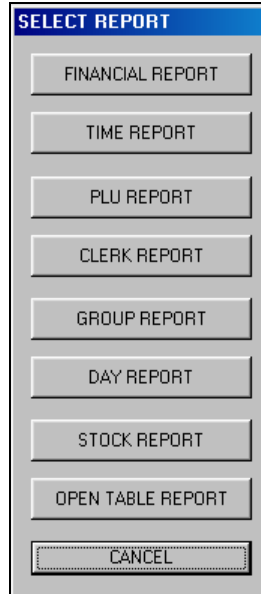 SELECT REPORT
FINANCIAL REPORT
TIME REPORT
PLU REPORT
CLERK REPORT
GROUP REPORT
DAY REPORT
STOCK REPORT
OPEN TABLE REPORT
CANCEL